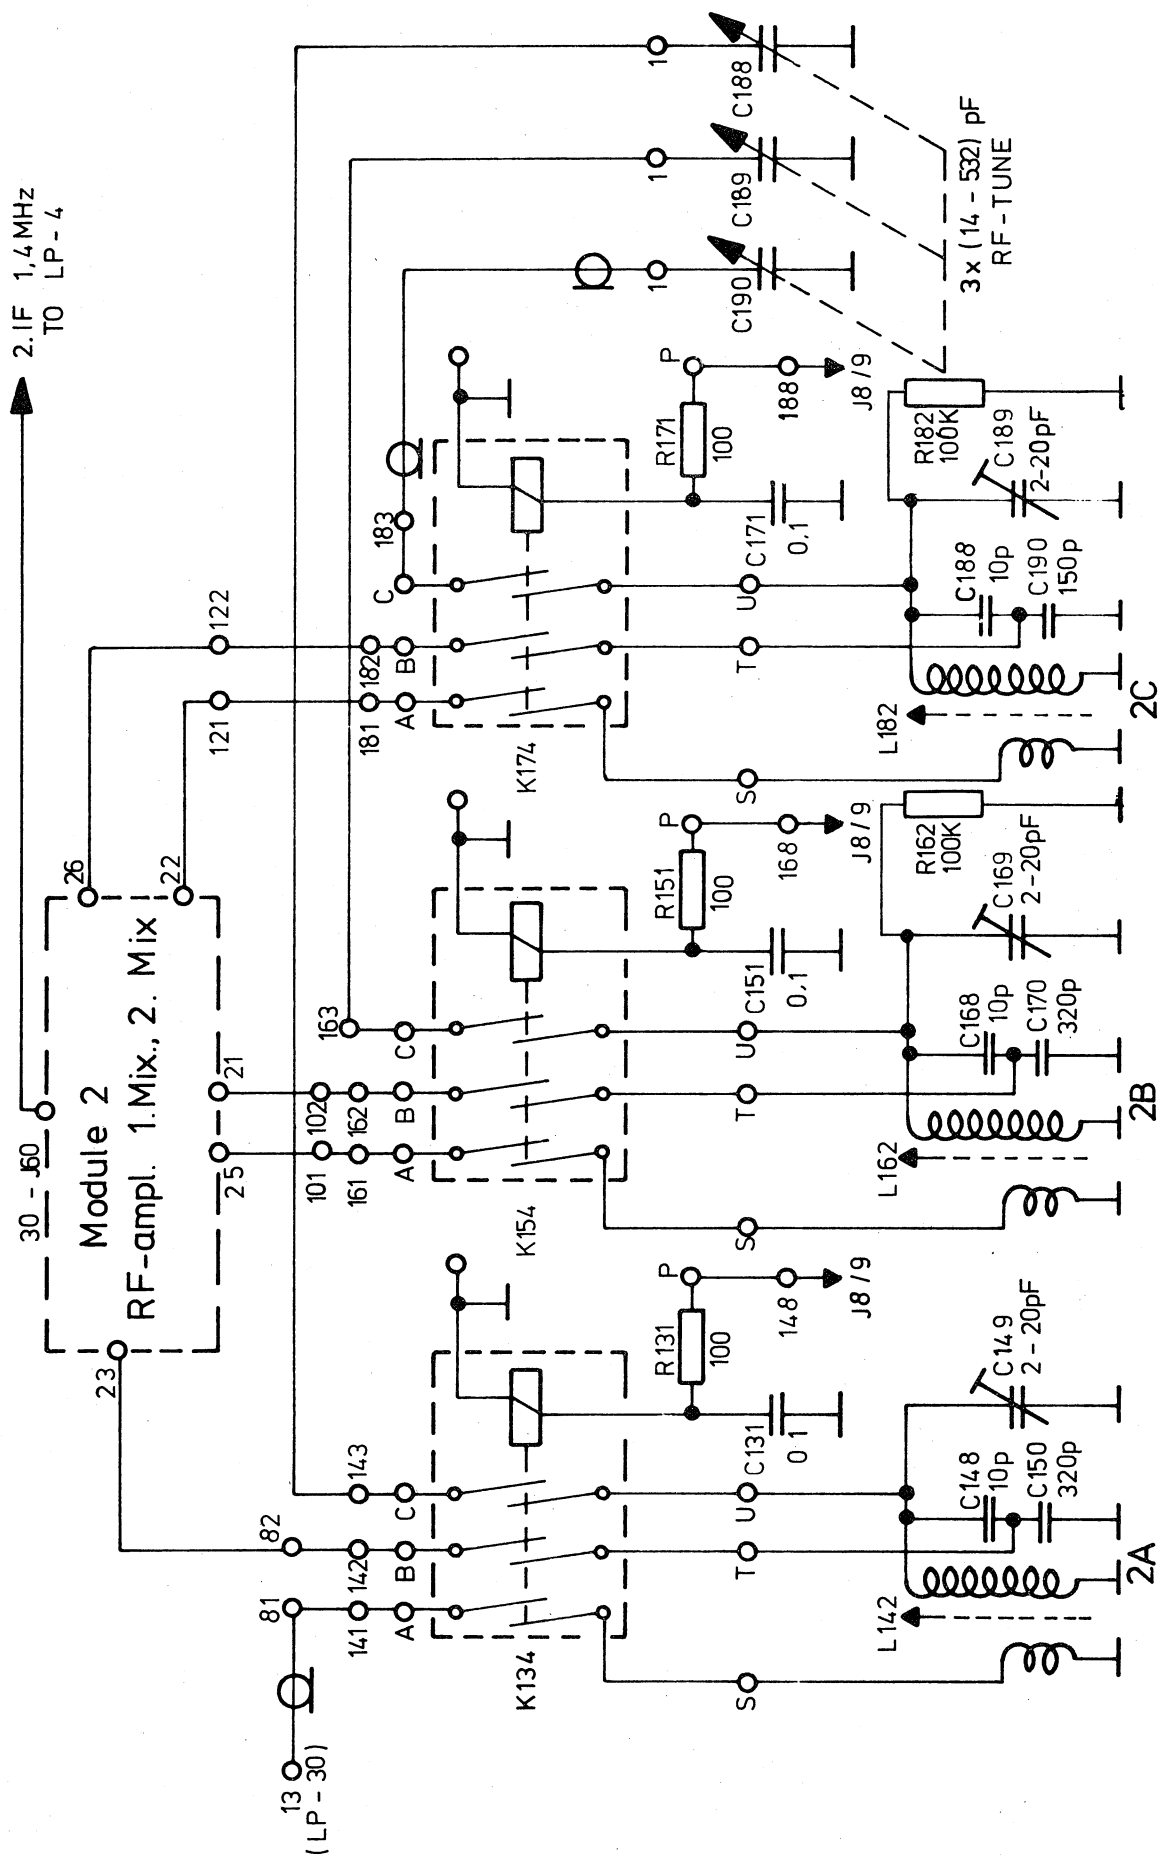 2.IF 1,4MHz
TO LP-4
30 - J60
Module 2
RF-ampl. 1.Mix., 2. Mix
23
25
21
22
26
13
(LP-30)
81
82
141
142
143
A
B
C
K134
101
102
161
162
163
A
B
C
K154
121
122
181
182
183
A
B
C
K174
S
T
U
C131
0 1
R131
100
P
148
J8/9
S
T
U
C151
0.1
R151
100
P
168
J8/9
S
T
U
C171
0.1
R171
100
P
188
J8/9
1
C190
1
C189
1
C188
3x (14 - 532) pF
RF-TUNE
L142
C148
10p
C150
320p
C149
2-20pF
2A
L162
C168
10p
C170
320p
C169
2-20pF
R162
100K
2B
L182
C188
10p
C190
150p
C189
2-20pF
R182
100K
2C